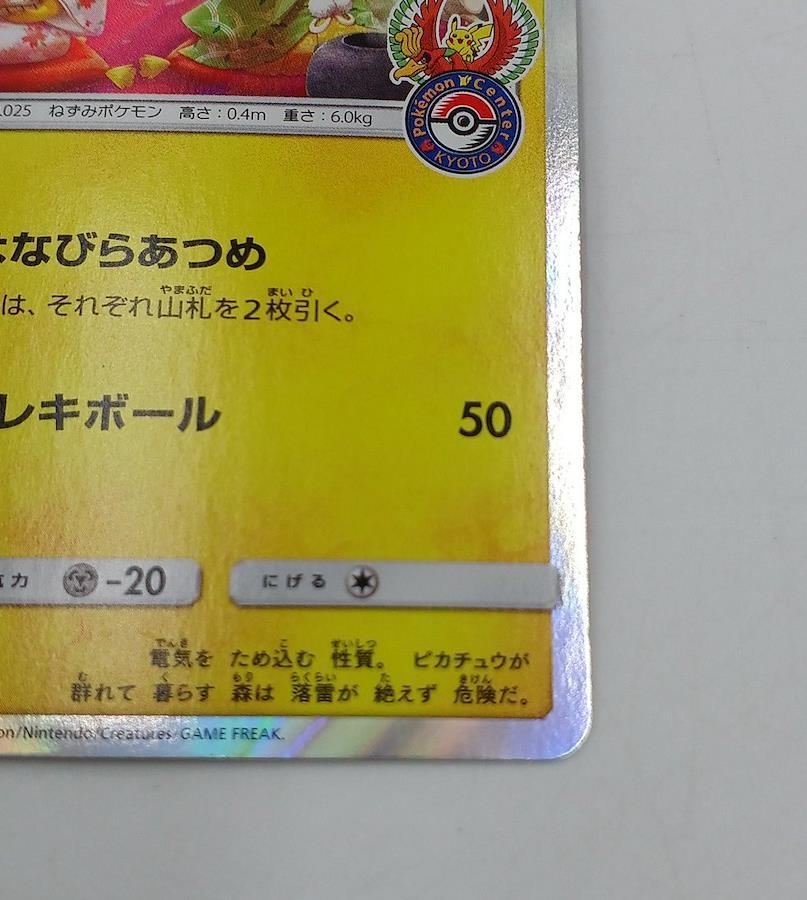 .025 ねずみポケモン 高さ：0.4m 重さ：6.0kg
Pokémon Center
KYOTO
なびらあつめ
は、それぞれ山札を2枚引く。
レキボール 50
力 -20 にげる
電気を ため込む 性質。 ピカチュウが
群れて 暮らす 森は 落雷が 絶えず 危険だ。
on/Nintendo/Creatures/GAME FREAK.